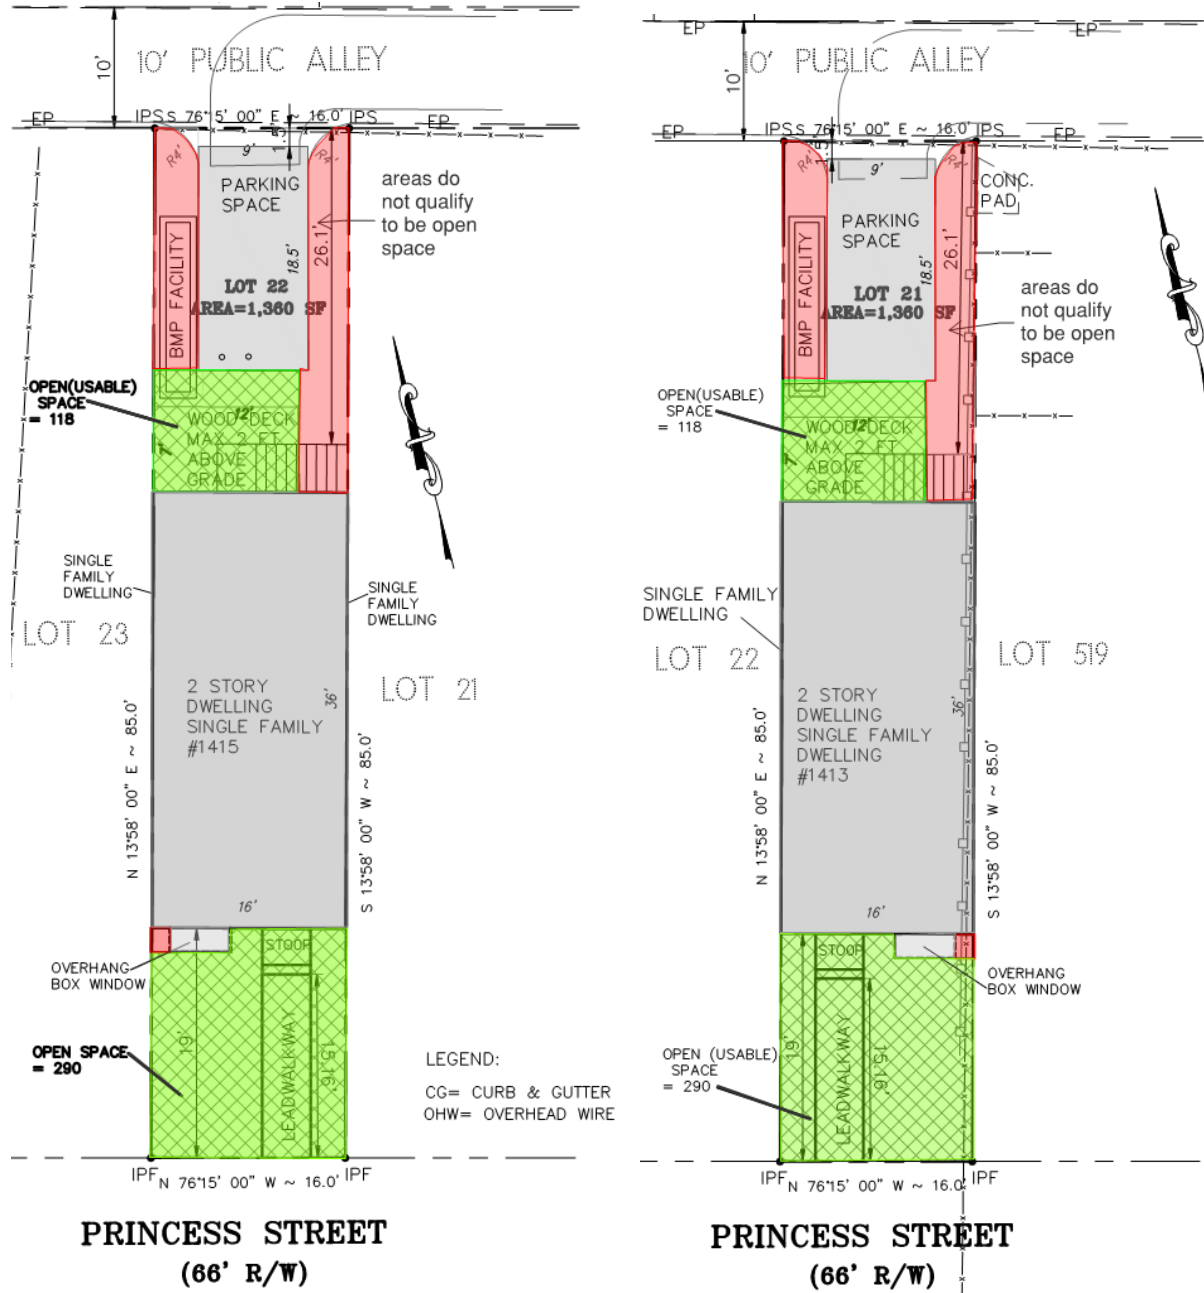 10' PUBLIC ALLEY
10'
EP
IPS
S 76°15' 00" E ~ 16.0'
IPS
EP
1.5'
R4'
9'
R4'
PARKING
SPACE
areas do
not qualify
to be open
space
26.1'
18.5'
BMP FACILITY
LOT 22
AREA=1,360 SF
OPEN(USABLE)
SPACE
= 118
12'
7'
WOOD DECK
MAX 2 FT
ABOVE
GRADE
SINGLE
FAMILY
DWELLING
SINGLE
FAMILY
DWELLING
LOT 23
LOT 21
2 STORY
DWELLING
SINGLE FAMILY
#1415
36'
N 13°58' 00" E ~ 85.0'
S 13°58' 00" W ~ 85.0'
16'
STOOP
OVERHANG
BOX WINDOW
OPEN SPACE
= 290
19'
LEADWALKWAY
15.16'
LEGEND:
CG= CURB & GUTTER
OHW= OVERHEAD WIRE
IPF
N 76°15' 00" W ~ 16.0'
IPF
PRINCESS STREET
(66' R/W)
EP
EP
10' PUBLIC ALLEY
10'
EP
IPS
S 76°15' 00" E ~ 16.0'
IPS
EP
1.5'
R4'
9'
R4'
CONC.
PAD
PARKING
SPACE
26.1'
18.5'
BMP FACILITY
LOT 21
AREA=1,360 SF
areas do
not qualify
to be open
space
OPEN(USABLE)
SPACE
= 118
12'
7'
WOOD DECK
MAX 2 FT
ABOVE
GRADE
SINGLE FAMILY
DWELLING
LOT 22
LOT 519
2 STORY
DWELLING
SINGLE FAMILY
DWELLING
#1413
36'
N 13°58' 00" E ~ 85.0'
S 13°58' 00" W ~ 85.0'
16'
STOOP
OVERHANG
BOX WINDOW
OPEN (USABLE)
SPACE
= 290
19'
LEADWALKWAY
15.16'
IPF
N 76°15' 00" W ~ 16.0'
IPF
PRINCESS STREET
(66' R/W)